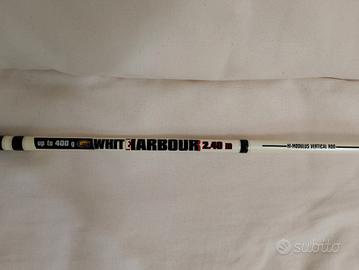 up to 400 g WHITE HARBOUR 2.40 m HI-MODULUS VERTICAL ROD
subito